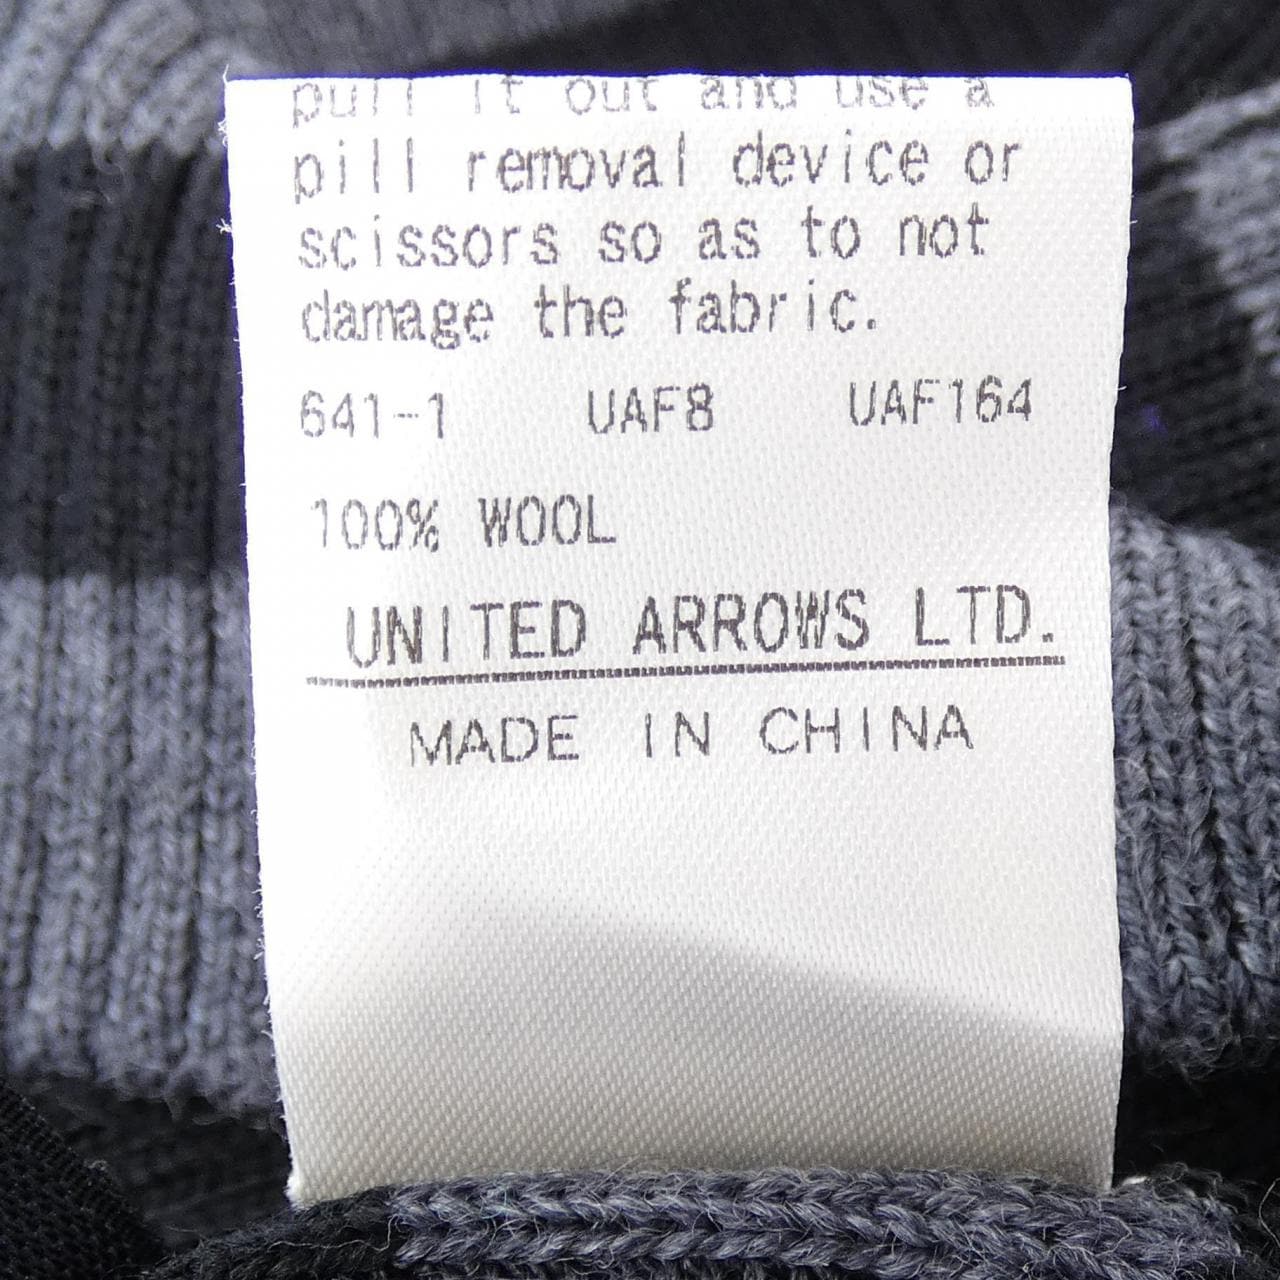 pull it out and use a
pill removal device or
scissors so as to not
damage the fabric.
641-1 UAF8 UAF164
100% WOOL
UNITED ARROWS LTD.
MADE IN CHINA